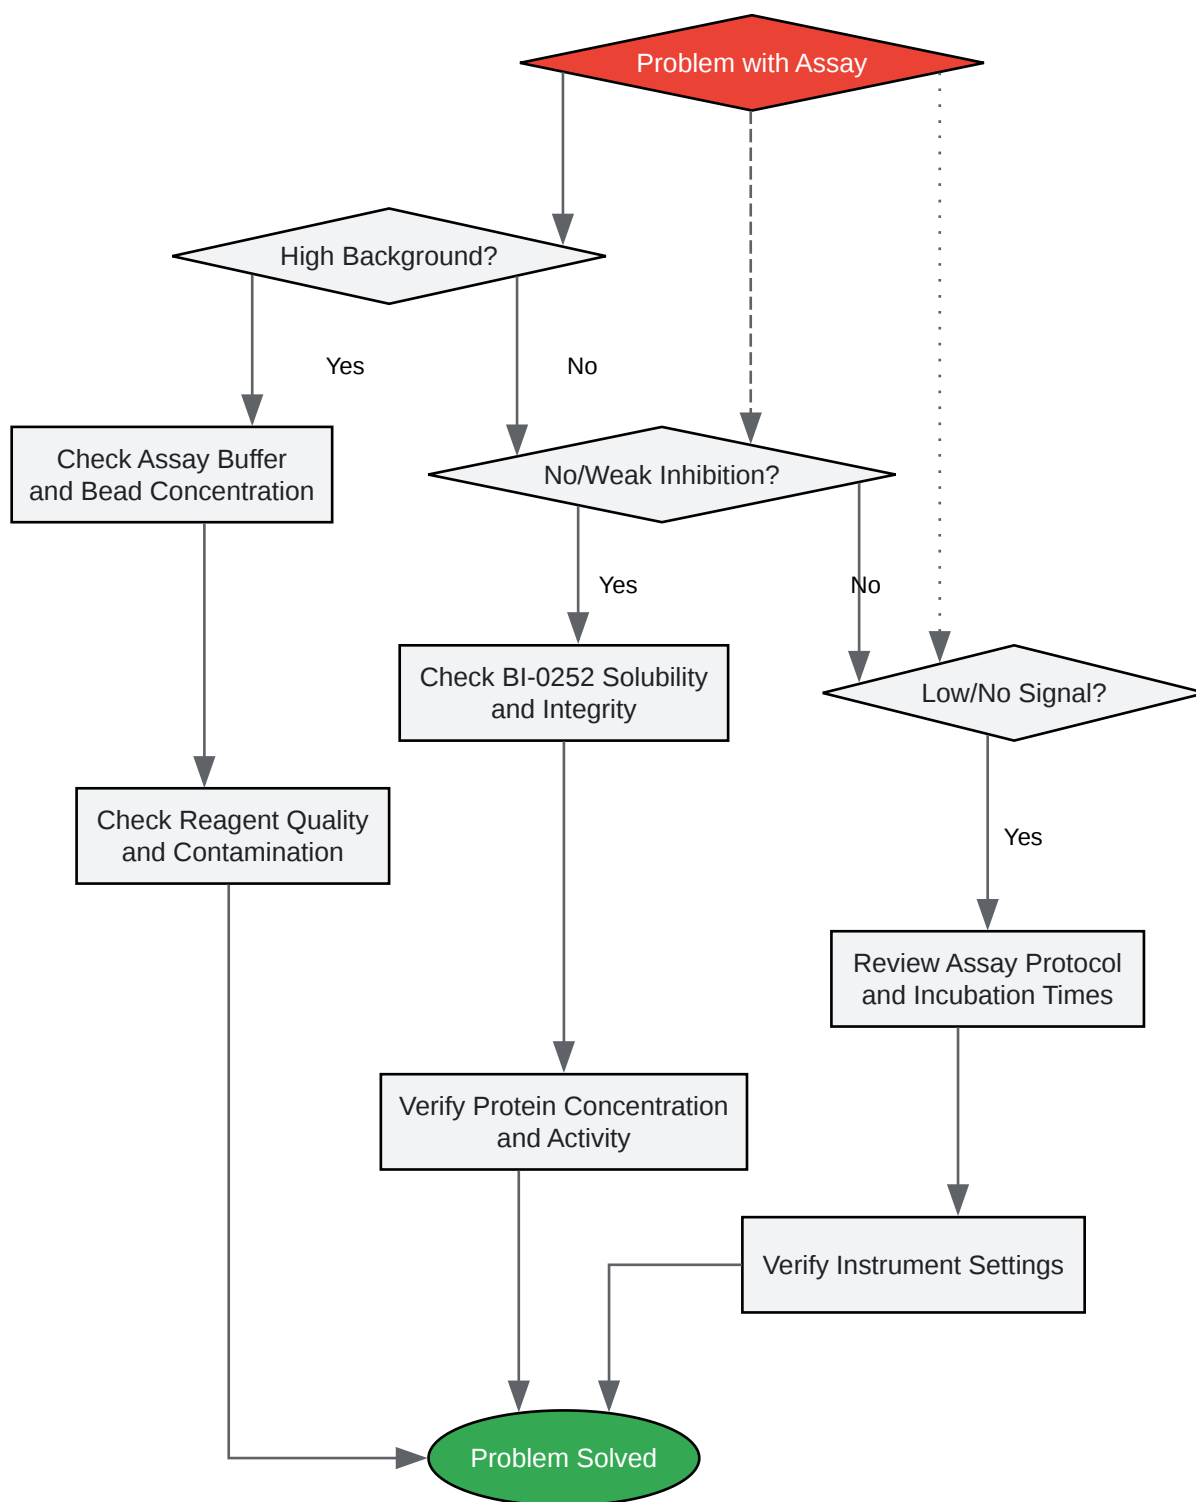 Problem with Assay
High Background?
Yes
No
Check Assay Buffer
and Bead Concentration
No/Weak Inhibition?
Yes
No
Check BI-0252 Solubility
and Integrity
Low/No Signal?
Check Reagent Quality
and Contamination
Yes
Review Assay Protocol
and Incubation Times
Verify Protein Concentration
and Activity
Verify Instrument Settings
Problem Solved